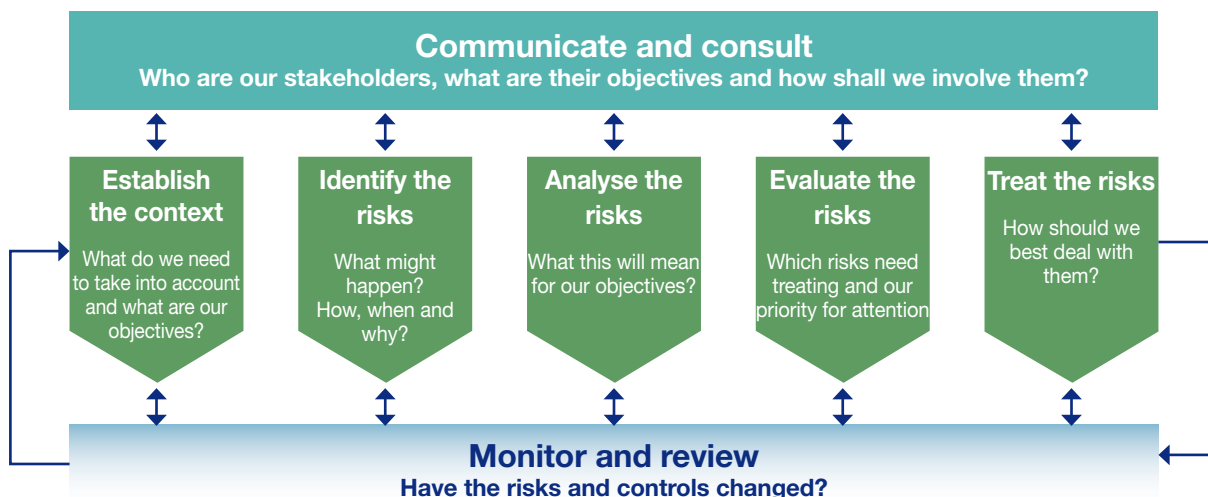 Communicate and consult
Who are our stakeholders, what are their objectives and how shall we involve them?
Establish
the context
What do we need
to take into account
and what are our
objectives?
Identify the
risks
What might
happen?
How, when and
why?
Analyse the
risks
What this will mean
for our objectives?
Evaluate the
risks
Which risks need
treating and our
priority for attention
Treat the risks
How should we
best deal with
them?
Monitor and review
Have the risks and controls changed?